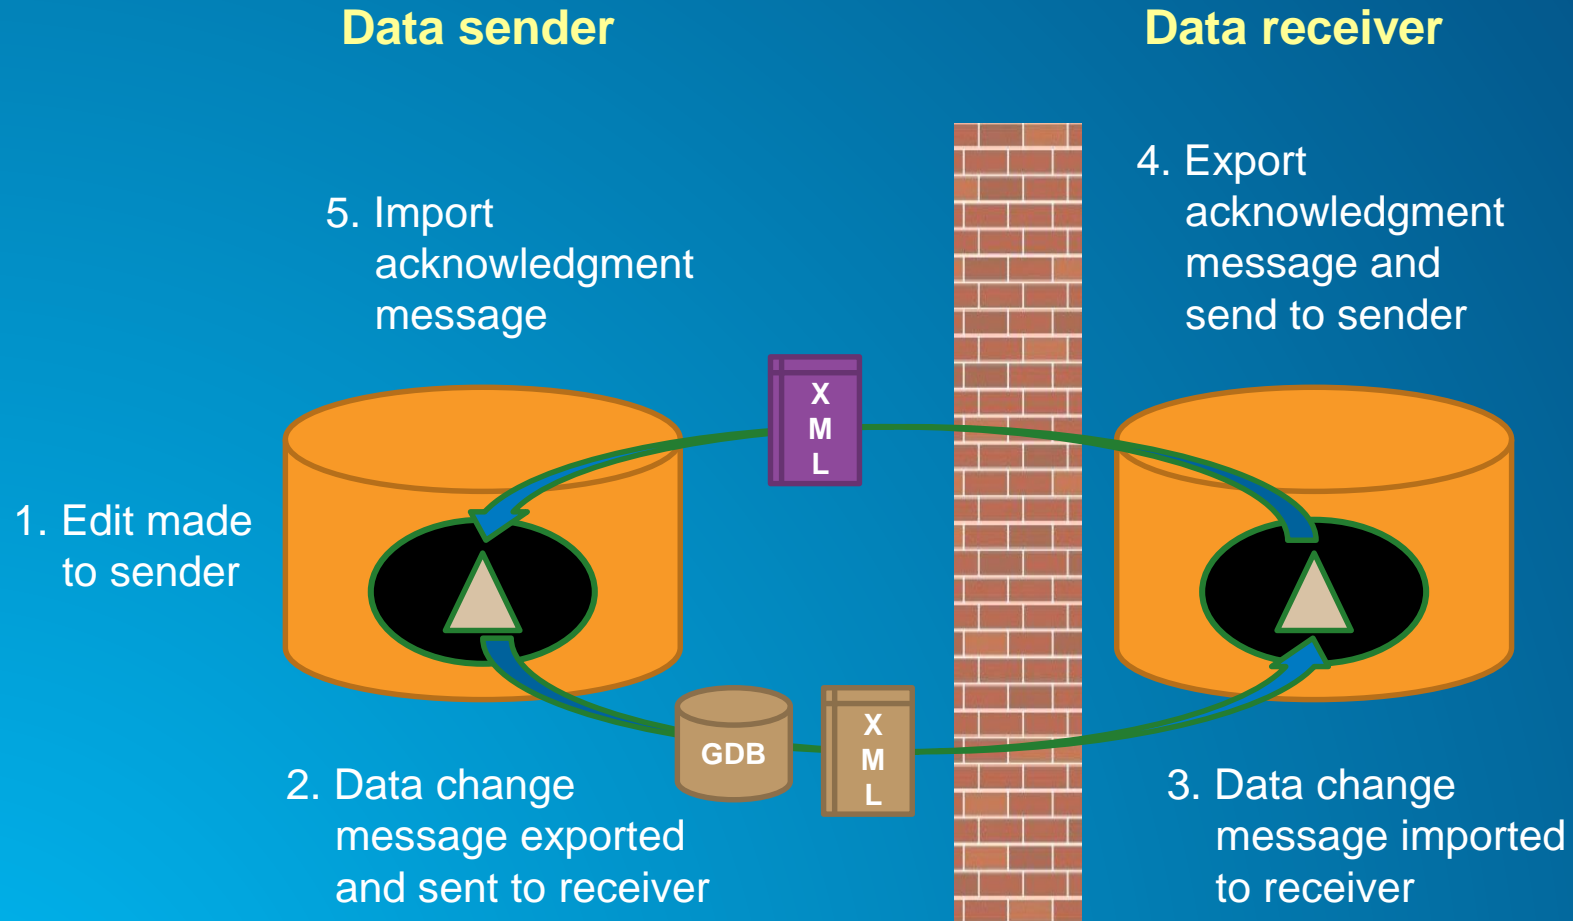 Data sender
Data receiver
4. Export
acknowledgment
message and
send to sender
5. Import
acknowledgment
message
X
M
L
1. Edit made
to sender
GDB
X
M
L
2. Data change
message exported
and sent to receiver
3. Data change
message imported
to receiver